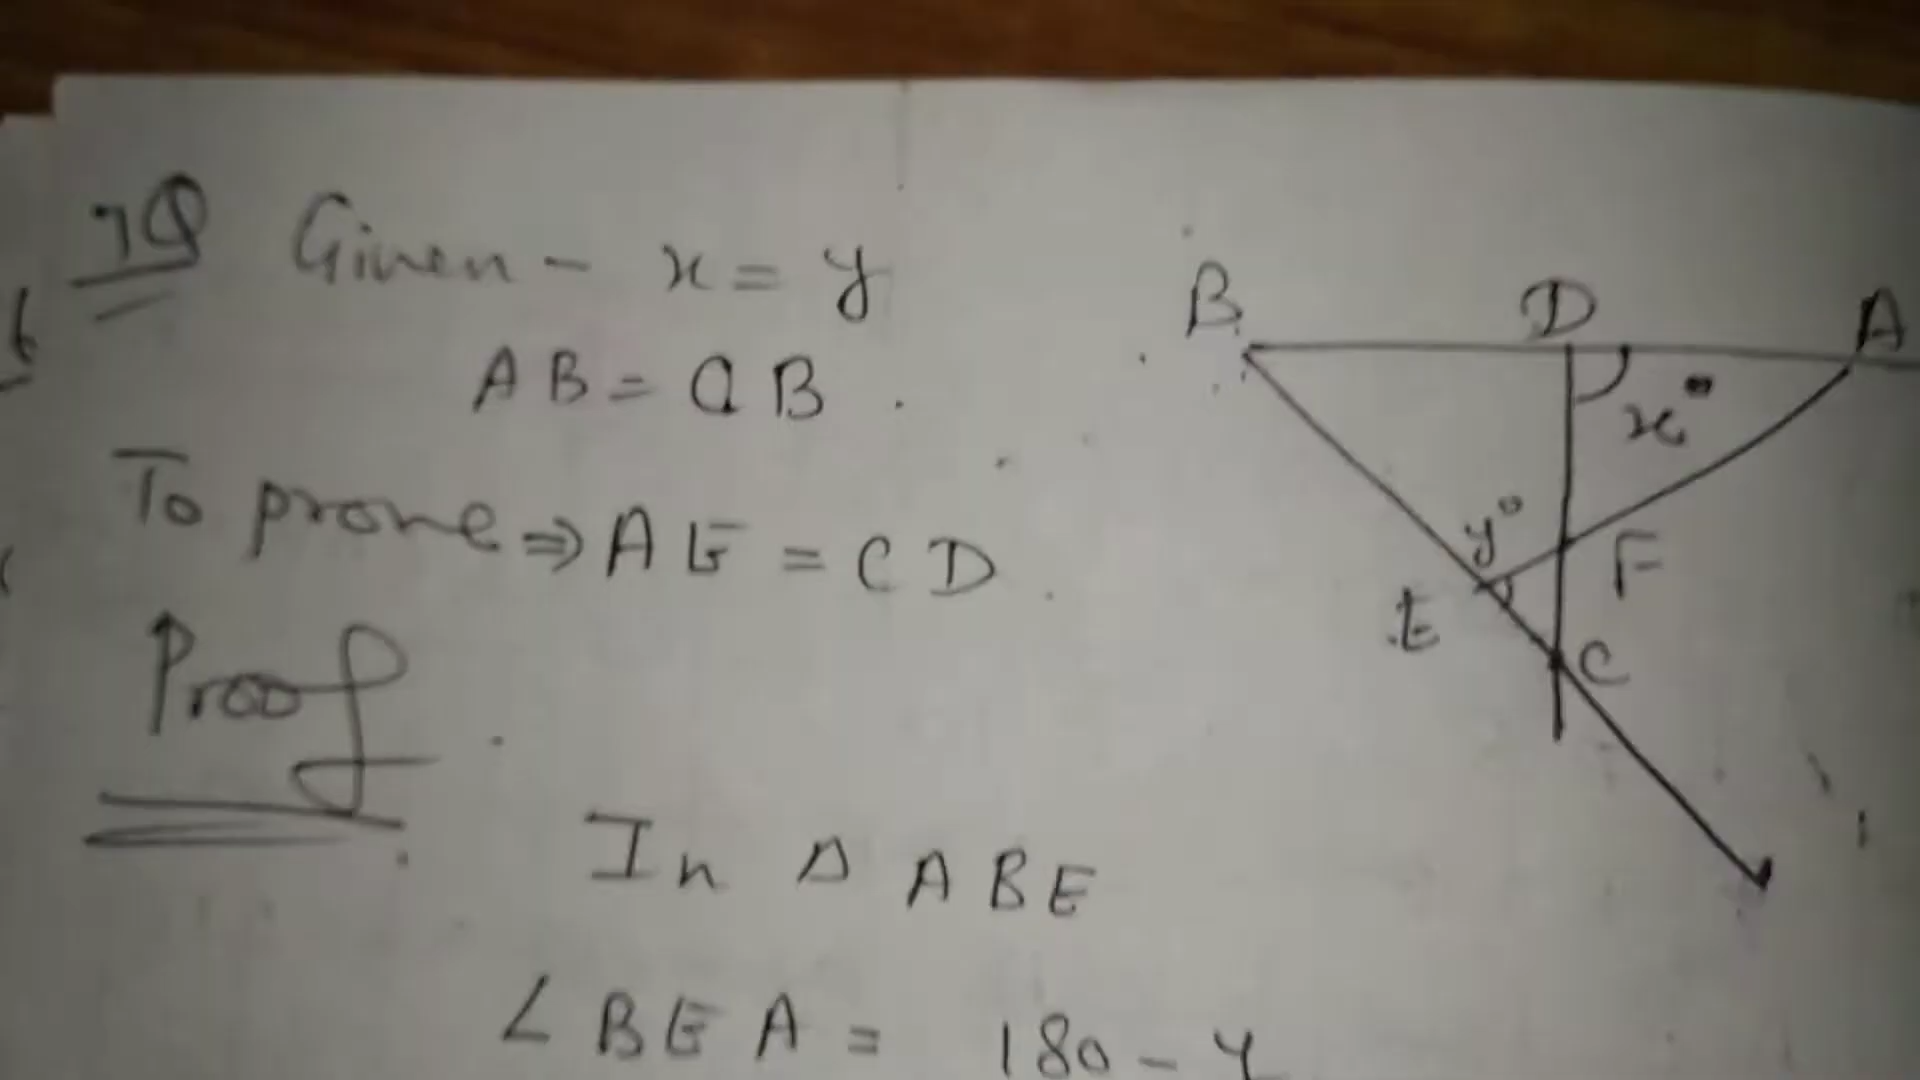 7Q Given - x = y
AB = CB .
To prove ⇒ AE = CD .
Proof
In Δ ABE
∠ BEA = 180 - y
B D A
x°
y°
F
E
C